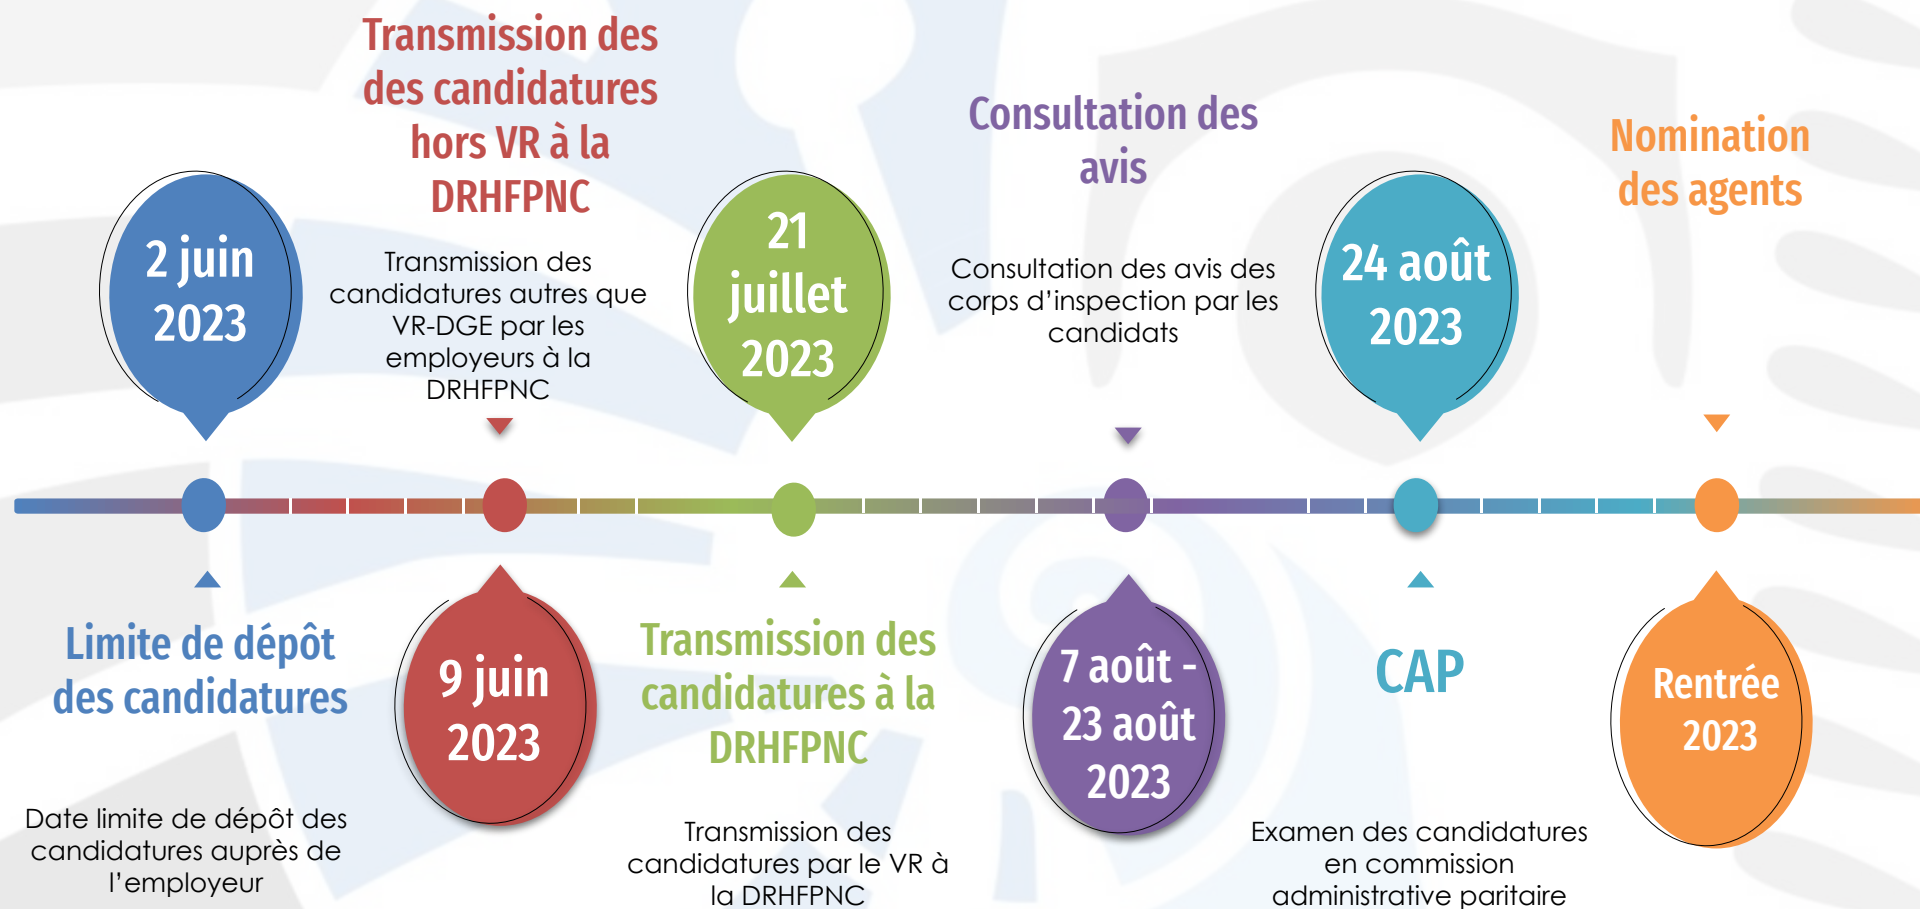 2 juin
2023
Limite de dépôt
des candidatures
Date limite de dépôt des
candidatures auprès de
l’employeur
Transmission des
des candidatures
hors VR à la
DRHFPNC
Transmission des
candidatures autres que
VR-DGE par les
employeurs à la
DRHFPNC
9 juin
2023
21
juillet
2023
Transmission des
candidatures à la
DRHFPNC
Transmission des
candidatures par le VR à
la DRHFPNC
Consultation des
avis
Consultation des avis des
corps d’inspection par les
candidats
7 août -
23 août
2023
24 août
2023
CAP
Examen des candidatures
en commission
administrative paritaire
Nomination
des agents
Rentrée
2023